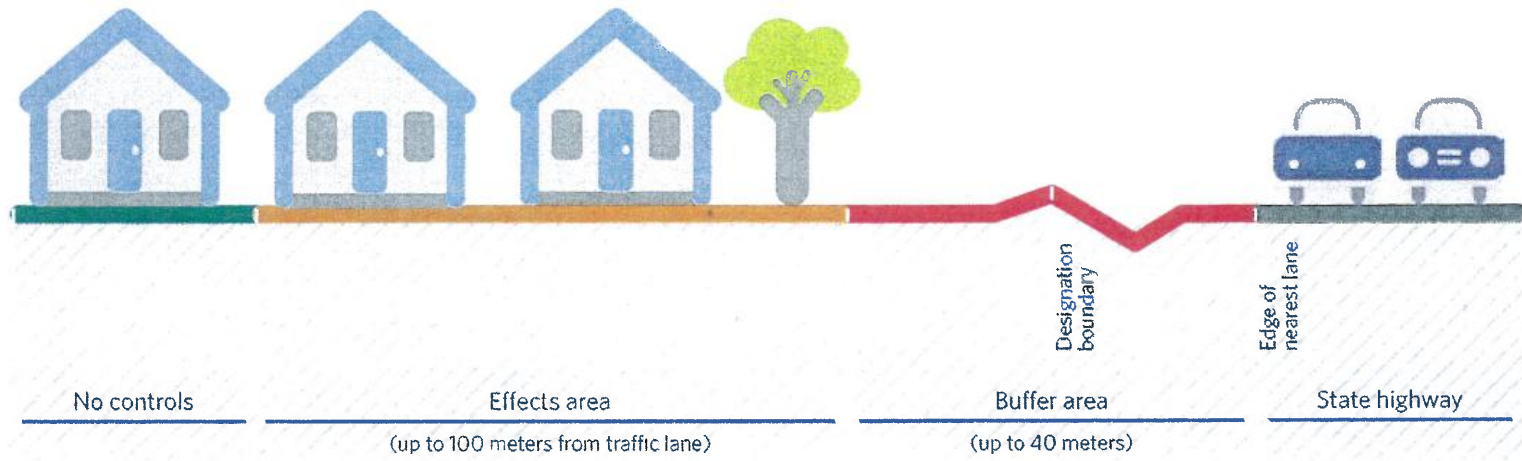 Designation
boundary
Edge of
nearest lane
No controls
Effects area
Buffer area
State highway
(up to 100 meters from traffic lane)
(up to 40 meters)